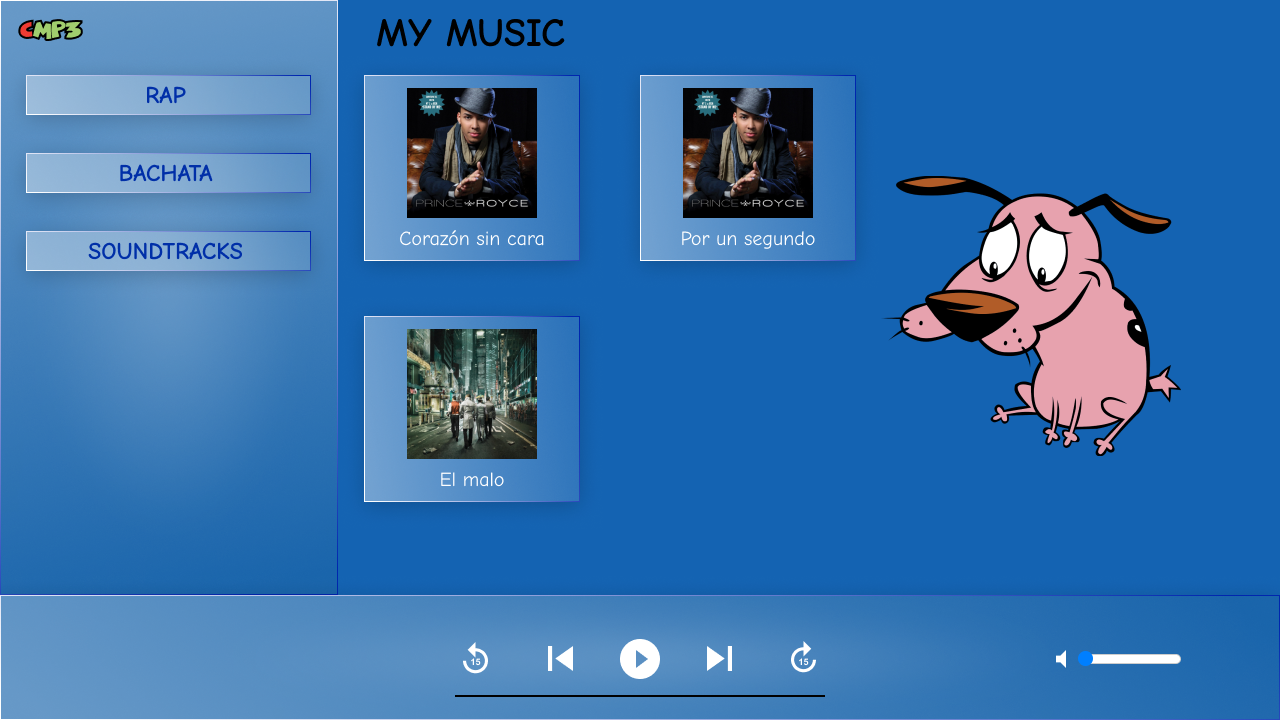 CMP3
MY MUSIC
RAP
BACHATA
SOUNDTRACKS
PRINCE ROYCE
Corazón sin cara
PRINCE ROYCE
Por un segundo
El malo
15
15